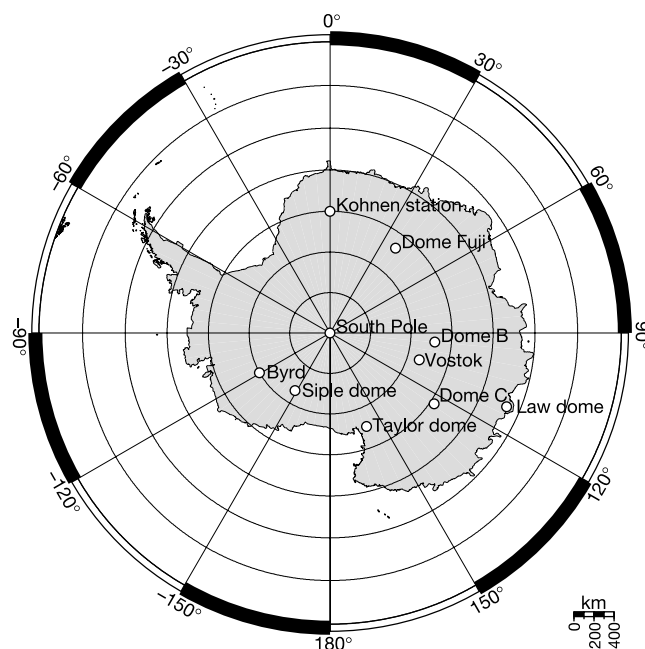 0°
−30°
30°
−60°
60°
Kohnen station
Dome Fuji
South Pole
−90°
90°
Dome B
Vostok
Byrd
Siple dome
Dome C
Law dome
Taylor dome
−120°
120°
−150°
150°
180°
km
0 200 400